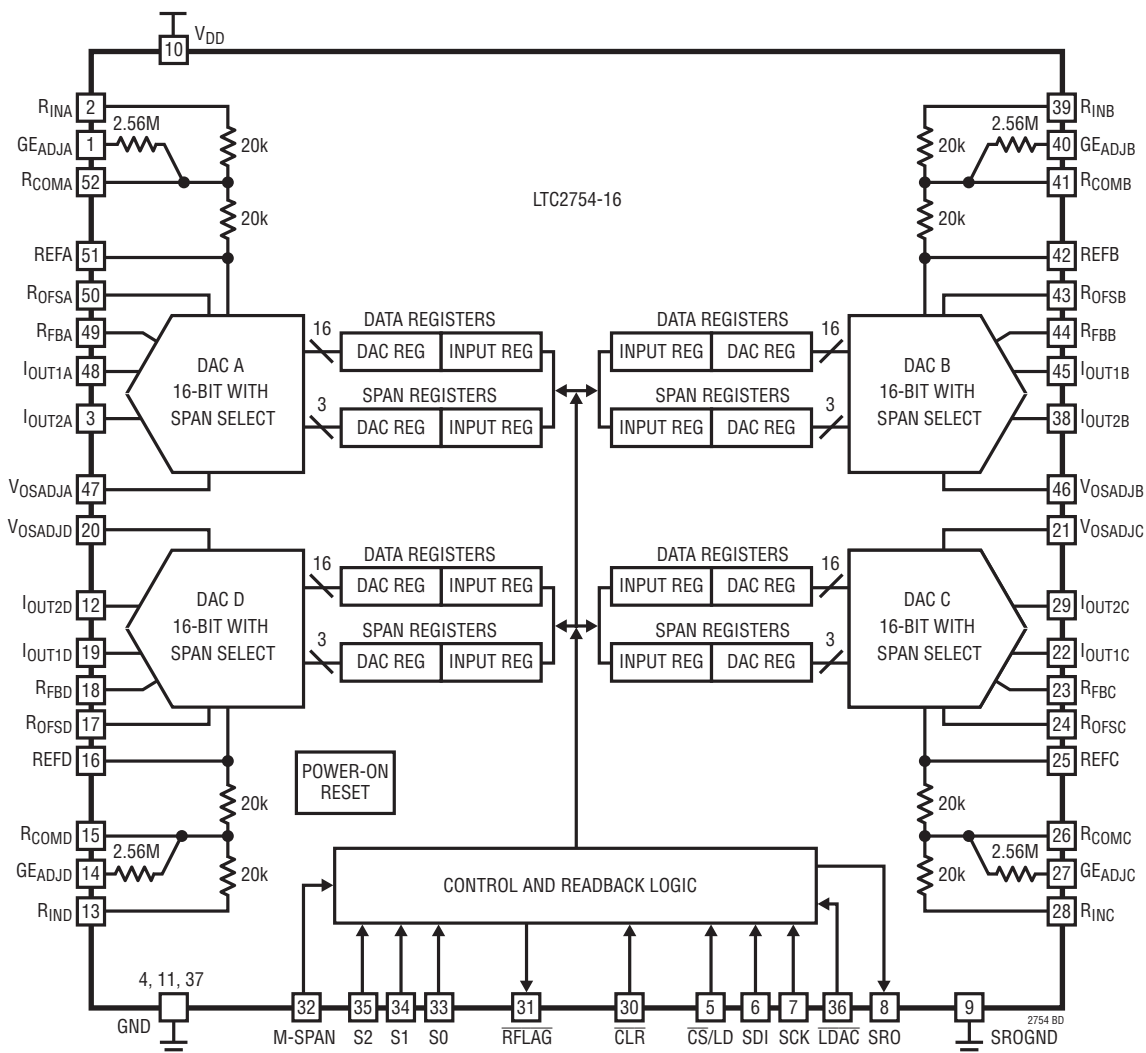 VDD
10
RINA 2
2.56M
GEADJA 1
20k
RCOMA 52
20k
REFA 51
ROFSA 50
RFBA 49
IOUT1A 48
IOUT2A 3
VOSADJA 47
DAC A
16-BIT WITH
SPAN SELECT
16
DATA REGISTERS
DAC REG INPUT REG
3
SPAN REGISTERS
DAC REG INPUT REG
LTC2754-16
39 RINB
2.56M
40 GEADJB
20k
41 RCOMB
20k
42 REFB
43 ROFSB
44 RFBB
45 IOUT1B
38 IOUT2B
46 VOSADJB
DATA REGISTERS
16
INPUT REG DAC REG
SPAN REGISTERS
3
INPUT REG DAC REG
DAC B
16-BIT WITH
SPAN SELECT
VOSADJD 20
IOUT2D 12
IOUT1D 19
RFBD 18
ROFSD 17
REFD 16
20k
RCOMD 15
2.56M
GEADJD 14
20k
RIND 13
DAC D
16-BIT WITH
SPAN SELECT
16
DATA REGISTERS
DAC REG INPUT REG
3
SPAN REGISTERS
DAC REG INPUT REG
DATA REGISTERS
16
INPUT REG DAC REG
SPAN REGISTERS
3
INPUT REG DAC REG
DAC C
16-BIT WITH
SPAN SELECT
21 VOSADJC
29 IOUT2C
22 IOUT1C
23 RFBC
24 ROFSC
25 REFC
20k
26 RCOMC
2.56M
27 GEADJC
20k
28 RINC
POWER-ON
RESET
CONTROL AND READBACK LOGIC
4, 11, 37
32 35 34 33 31 30 5 6 7 36 8 9
2754 BD
GND M-SPAN S2 S1 S0 RFLAG CLR CS/LD SDI SCK LDAC SRO SROGND